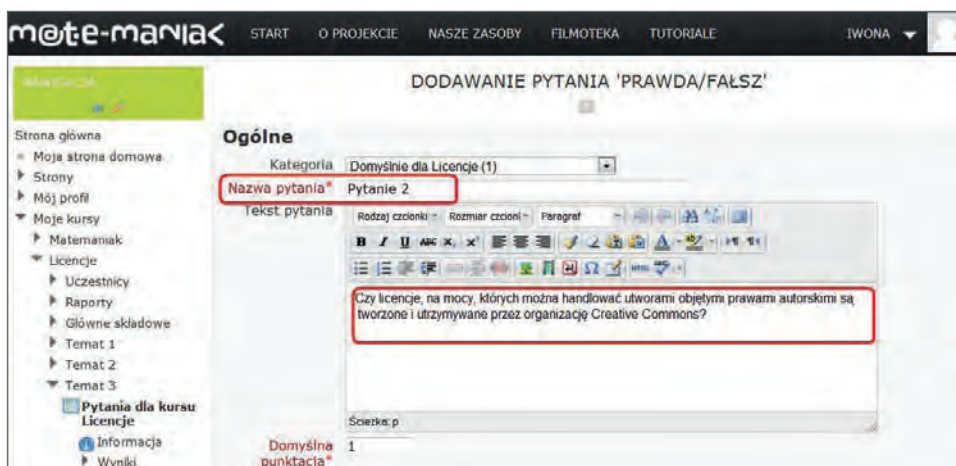 m@te-maniak START O PROJEKCIE NASZE ZASOBY FILMOTEKA TUTORIALE IWONA
NAWIGACJA
DODAWANIE PYTANIA 'PRAWDA/FAŁSZ'
Strona główna
Moja strona domowa
Strony
Mój profil
Moje kursy
Matemaniak
Licencje
Uczestnicy
Raporty
Główne składowe
Temat 1
Temat 2
Temat 3
Pytania dla kursu
Licencje
Informacja
Wyniki
Ogólne
Kategoria Domyślnie dla Licencje (1)
Nazwa pytania* Pytanie 2
Tekst pytania
Rodzaj czcionki Rozmiar czcioni Paragraf
B I U ABC X, x'
HTML
Czy licencje, na mocy, których można handlować utworami objętymi prawami autorskimi są
tworzone i utrzymywane przez organizację Creative Commons?
Ścieżka: p
Domyślna 1
punktacja*